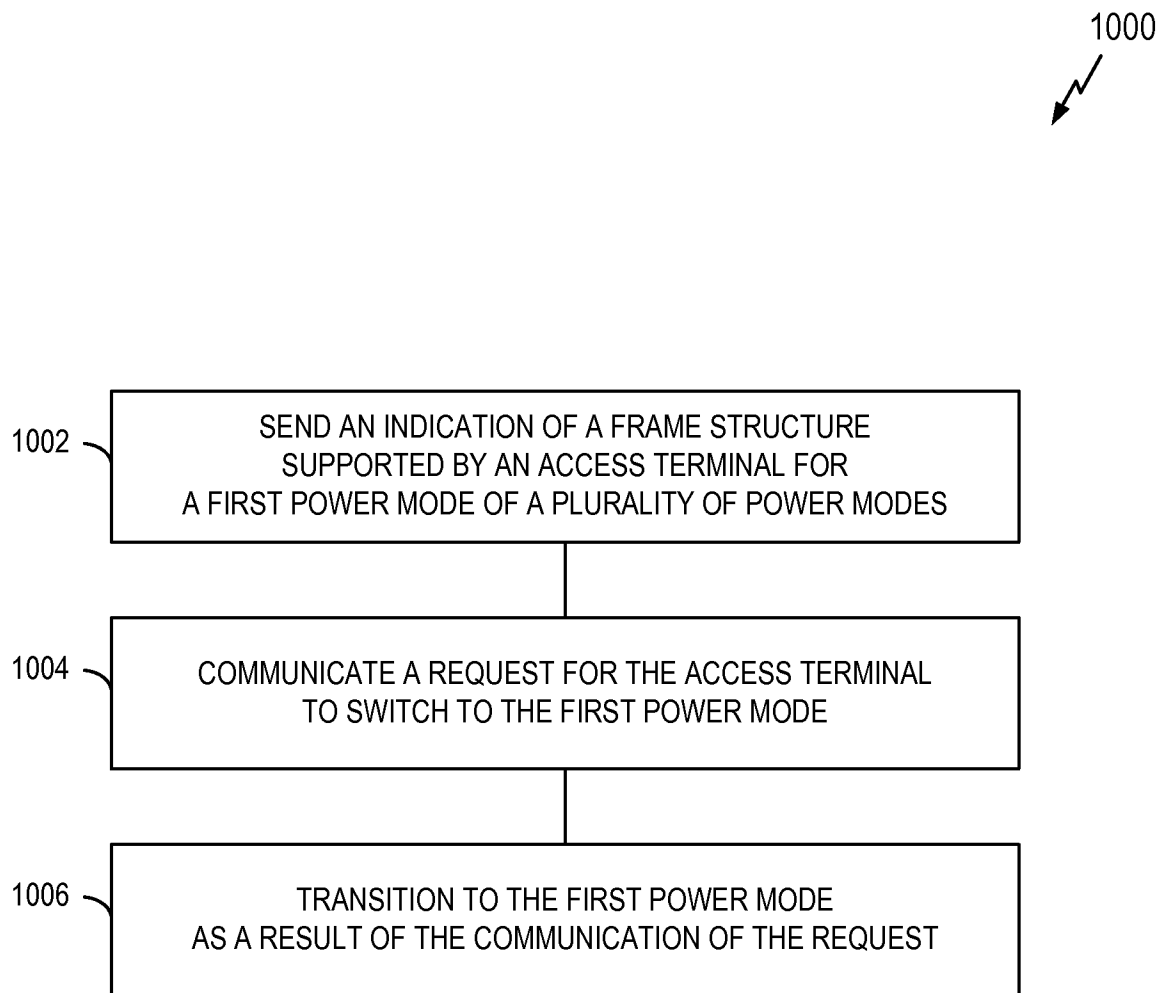 1000
1002
SEND AN INDICATION OF A FRAME STRUCTURE
SUPPORTED BY AN ACCESS TERMINAL FOR
A FIRST POWER MODE OF A PLURALITY OF POWER MODES
1004
COMMUNICATE A REQUEST FOR THE ACCESS TERMINAL
TO SWITCH TO THE FIRST POWER MODE
1006
TRANSITION TO THE FIRST POWER MODE
AS A RESULT OF THE COMMUNICATION OF THE REQUEST